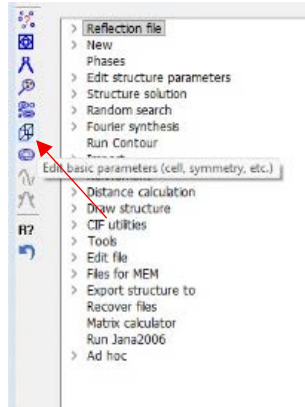 > Reflection file
> New
Phases
> Edit structure parameters
> Structure solution
> Random search
> Fourier synthesis
Run Contour
Edit basic parameters (cell, symmetry, etc.)
> Distance calculation
> Draw structure
> CIF utilities
> Tools
> Edit file
> Files for MEM
> Export structure to
Recover files
Matrix calculator
Run Jana2006
> Ad hoc
R?